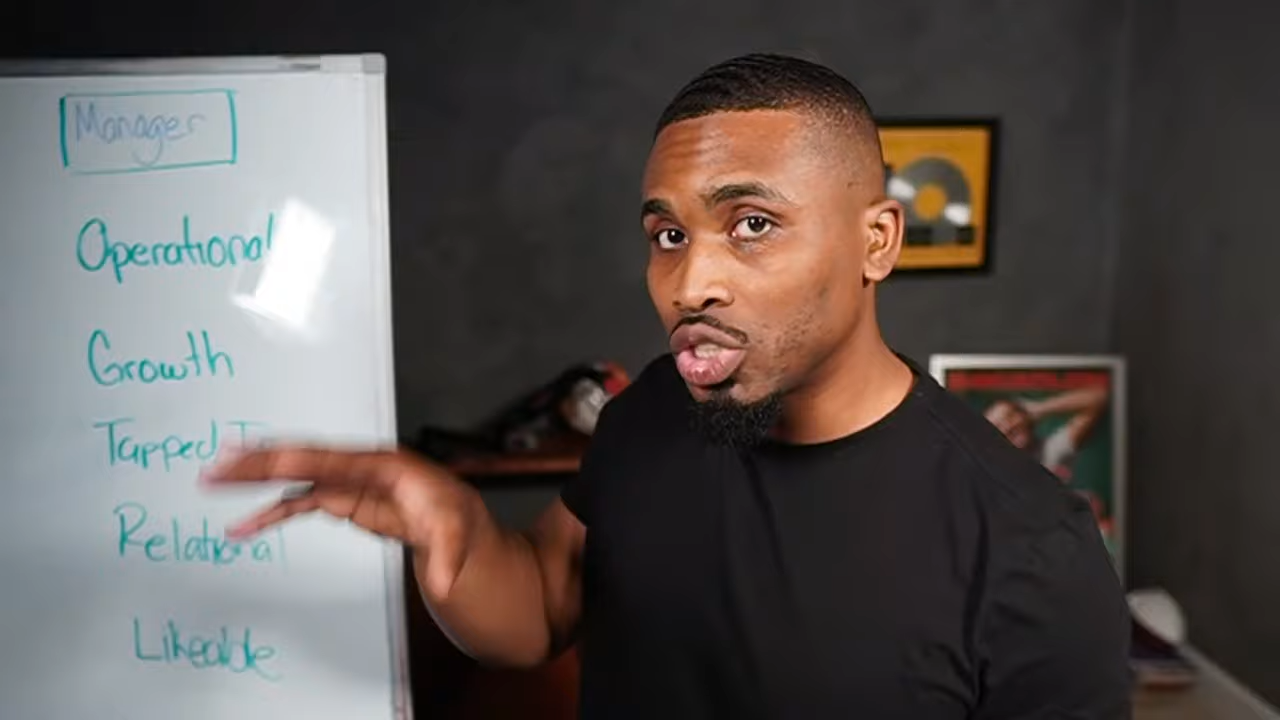 Manager
Operational
Growth
Tapped
Relational
Likeable